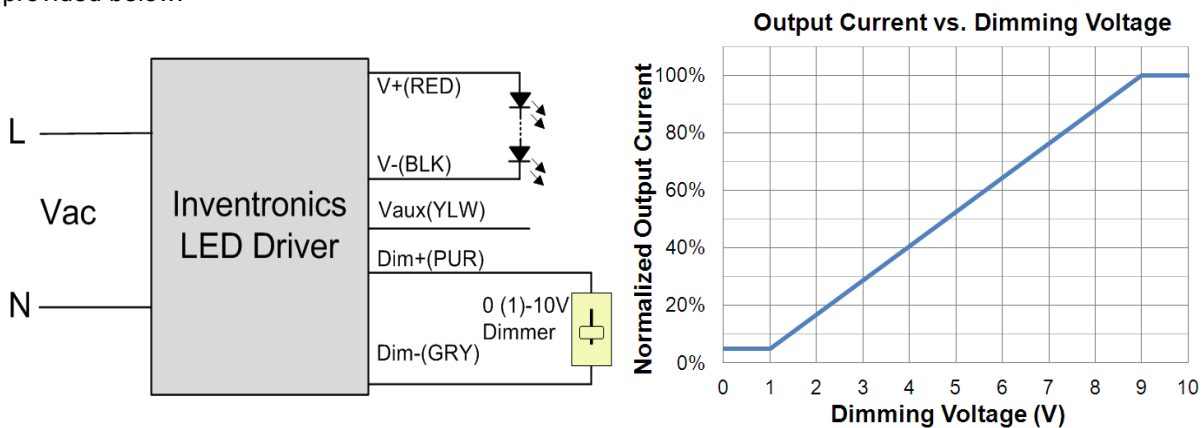 provided below.
Output Current vs. Dimming Voltage
L
Vac
N
Inventronics
LED Driver
V+(RED)
V-(BLK)
Vaux(YLW)
Dim+(PUR)
0 (1)-10V
Dimmer
Dim-(GRY)
Normalized Output Current
100%
80%
60%
40%
20%
0%
0 1 2 3 4 5 6 7 8 9 10
Dimming Voltage (V)